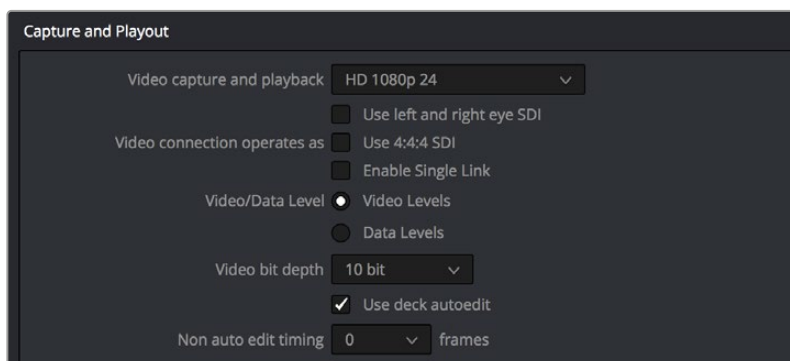 Capture and Playout
Video capture and playback HD 1080p 24
Use left and right eye SDI
Video connection operates as Use 4:4:4 SDI
Enable Single Link
Video/Data Level Video Levels
Data Levels
Video bit depth 10 bit
Use deck autoedit
Non auto edit timing 0 frames